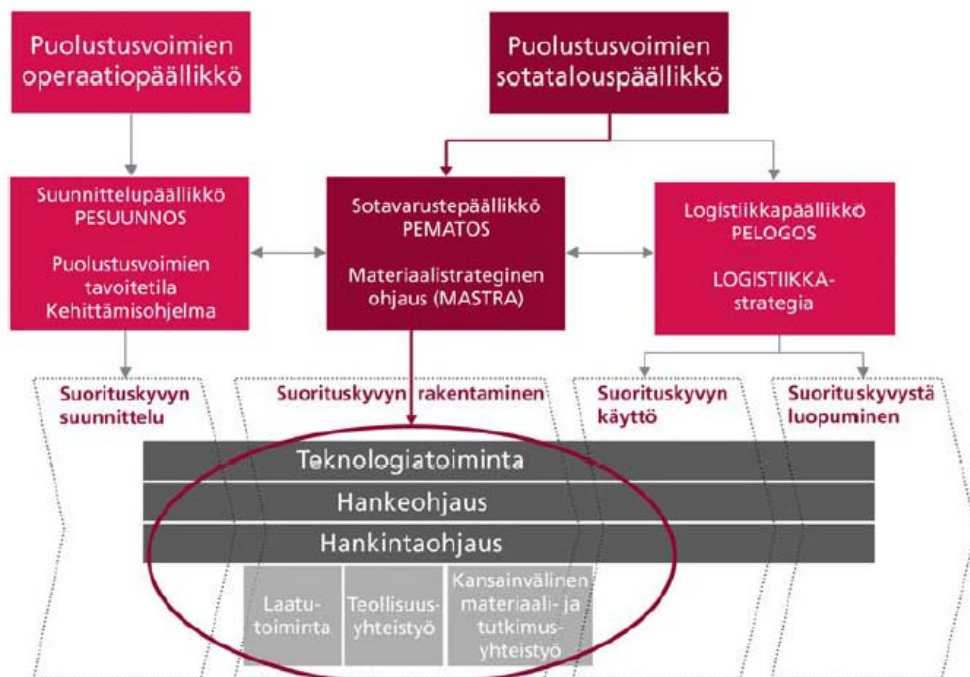 Puolustusvoimien
operaatiopäällikkö
Puolustusvoimien
sotatalouspäällikkö
Suunnittelupäällikkö
PESUUNNOS
Puolustusvoimien
tavoitetila
Kehittämisohjelma
Sotavarustepäällikkö
PEMATOS
Materiaalistrateginen
ohjaus (MASTRA)
Logistiikkapäällikkö
PELOGOS
LOGISTIIKKA-
strategia
Suorituskyvyn
suunnittelu
Suorituskyvyn rakentaminen
Suorituskyvyn
käyttö
Suorituskyvystä
luopuminen
Teknologiatoiminta
Hankeohjaus
Hankintaohjaus
Laatu-
toiminta
Teollisuus-
yhteistyö
Kansainvälinen
materiaali- ja
tutkimus-
yhteistyö